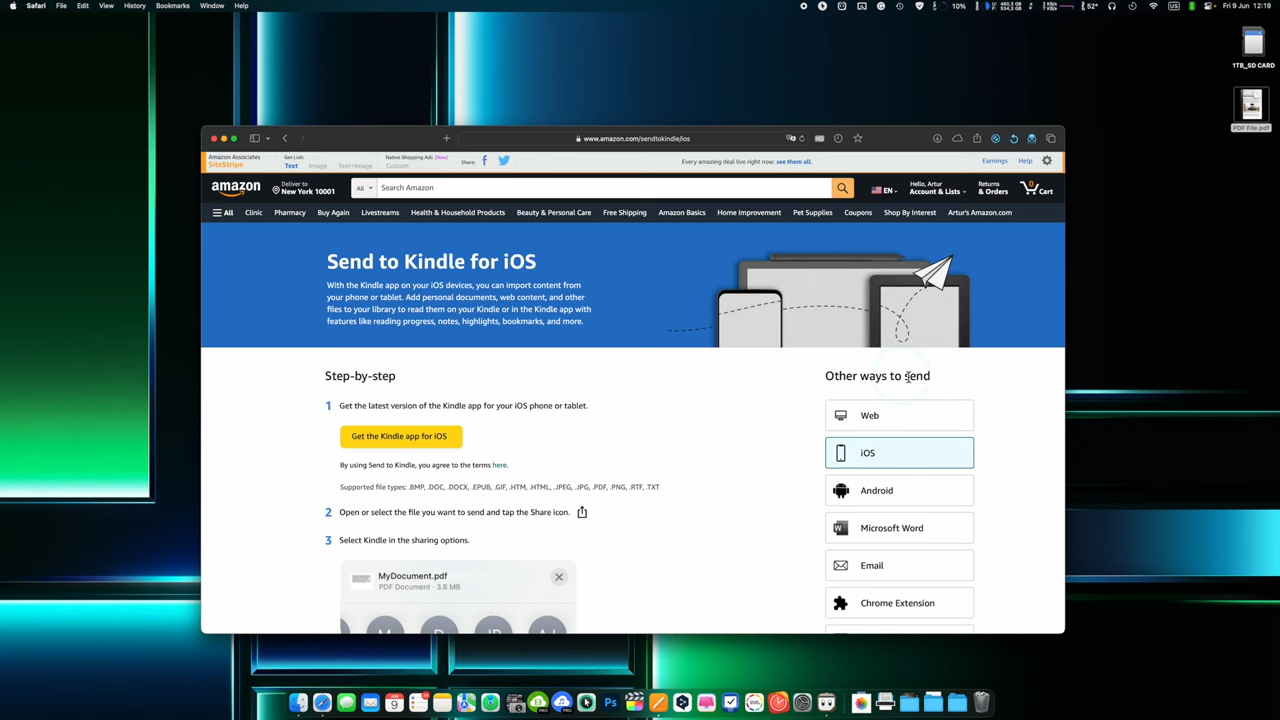 Safari File Edit View History Bookmarks Window Help
10%
52°
US
Fri 9 Jun 12:19
1TB_SD CARD
PDF File.pdf
www.amazon.com/sendtokindle/ios
Amazon Associates
SiteStripe
Get Link:
Text Image Text+Image
Native Shopping Ads (New)
Custom
Share:
Every amazing deal live right now: see them all.
Earnings Help
amazon
Deliver to
New York 10001
All Search Amazon
EN
Hello, Artur
Account & Lists
Returns
& Orders
0
Cart
All Clinic Pharmacy Buy Again Livestreams Health & Household Products Beauty & Personal Care Free Shipping Amazon Basics Home Improvement Pet Supplies Coupons Shop By Interest Artur's Amazon.com
Send to Kindle for iOS
With the Kindle app on your iOS devices, you can import content from
your phone or tablet. Add personal documents, web content, and other
files to your library to read them on your Kindle or in the Kindle app with
features like reading progress, notes, highlights, bookmarks, and more.
Step-by-step
1 Get the latest version of the Kindle app for your iOS phone or tablet.
Get the Kindle app for iOS
By using Send to Kindle, you agree to the terms here.
Supported file types: .BMP, .DOC, .DOCX, .EPUB, .GIF, .HTM, .HTML, .JPEG, .JPG, .PDF, .PNG, .RTF, .TXT
2 Open or select the file you want to send and tap the Share icon.
3 Select Kindle in the sharing options.
MyDocument.pdf
PDF Document · 3.8 MB
Other ways to send
Web
iOS
Android
Microsoft Word
Email
Chrome Extension